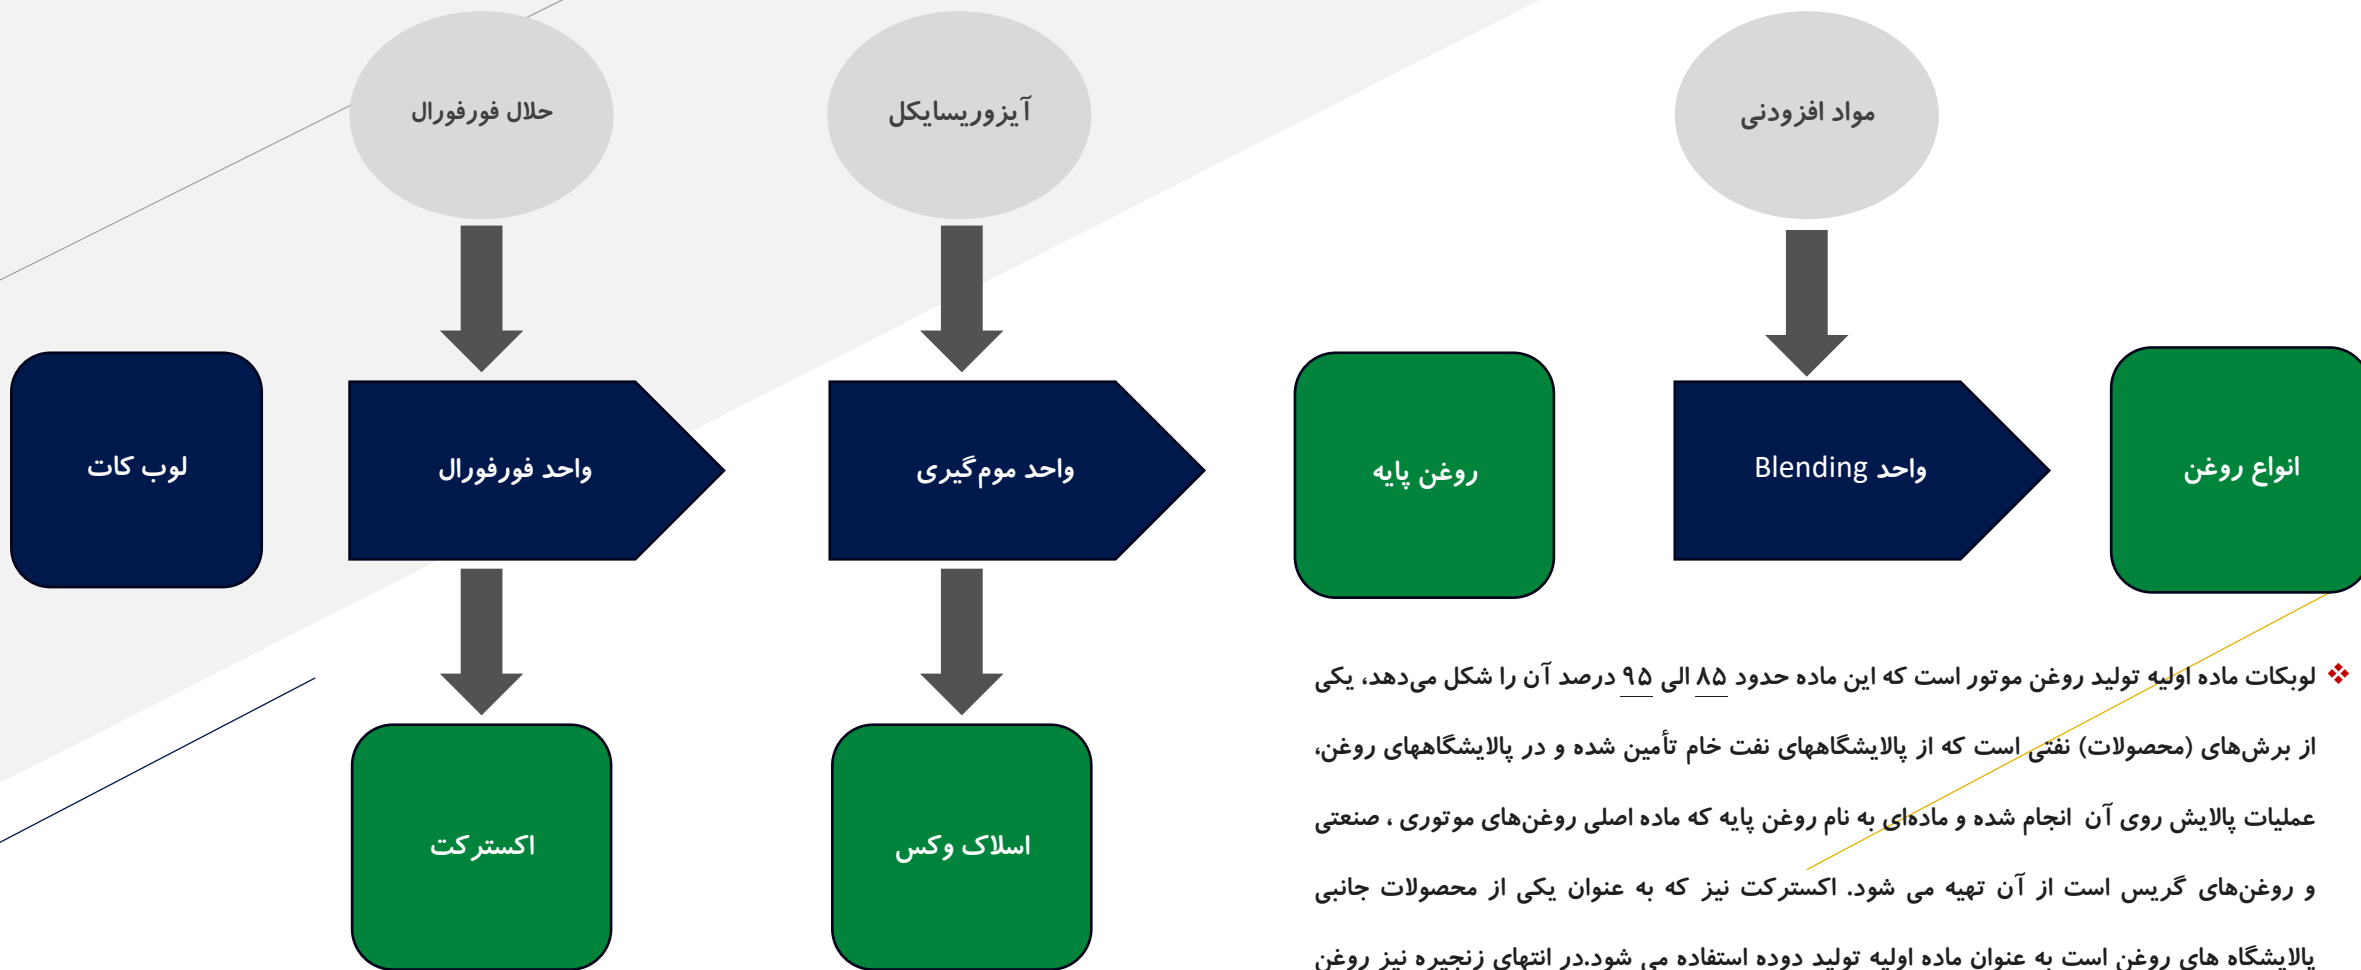 حلال فورفورال
آیزوریسایکل
مواد افزودنی
لوب کات
واحد فورفورال
واحد موم‌گیری
روغن پایه
واحد Blending
انواع روغن
اکسترکت
اسلاک وکس
❖ لوبکات ماده اولیه تولید روغن موتور است که این ماده حدود ۸۵ الی ۹۵ درصد آن را شکل می‌دهد، یکی
از برش‌های (محصولات) نفتی است که از پالایشگاههای نفت خام تأمین شده و در پالایشگاههای روغن،
عملیات پالایش روی آن انجام شده و ماده‌ای به نام روغن پایه که ماده اصلی روغن‌های موتوری ، صنعتی
و روغن‌های گریس است از آن تهیه می شود. اکسترکت نیز که به عنوان یکی از محصولات جانبی
پالایشگاه های روغن است به عنوان ماده اولیه تولید دوده استفاده می شود.در انتهای زنجیره نیز روغن